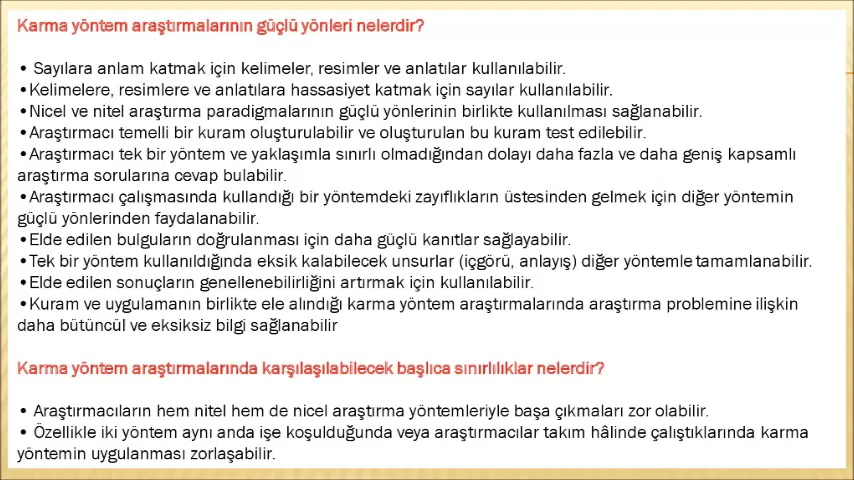 Karma yöntem araştırmalarının güçlü yönleri nelerdir?
• Sayılara anlam katmak için kelimeler, resimler ve anlatılar kullanılabilir.
•Kelimelere, resimlere ve anlatılara hassasiyet katmak için sayılar kullanılabilir.
•Nicel ve nitel araştırma paradigmalarının güçlü yönlerinin birlikte kullanılması sağlanabilir.
•Araştırmacı temelli bir kuram oluşturulabilir ve oluşturulan bu kuram test edilebilir.
•Araştırmacı tek bir yöntem ve yaklaşımla sınırlı olmadığından dolayı daha fazla ve daha geniş kapsamlı
araştırma sorularına cevap bulabilir.
•Araştırmacı çalışmasında kullandığı bir yöntemdeki zayıflıkların üstesinden gelmek için diğer yöntemin
güçlü yönlerinden faydalanabilir.
•Elde edilen bulguların doğrulanması için daha güçlü kanıtlar sağlayabilir.
•Tek bir yöntem kullanıldığında eksik kalabilecek unsurlar (içgörü, anlayış) diğer yöntemle tamamlanabilir.
•Elde edilen sonuçların genellenebilirliğini artırmak için kullanılabilir.
•Kuram ve uygulamanın birlikte ele alındığı karma yöntem araştırmalarında araştırma problemine ilişkin
daha bütüncül ve eksiksiz bilgi sağlanabilir
Karma yöntem araştırmalarında karşılaşılabilecek başlıca sınırlılıklar nelerdir?
• Araştırmacıların hem nitel hem de nicel araştırma yöntemleriyle başa çıkmaları zor olabilir.
• Özellikle iki yöntem aynı anda işe koşulduğunda veya araştırmacılar takım hâlinde çalıştıklarında karma
yöntemin uygulanması zorlaşabilir.